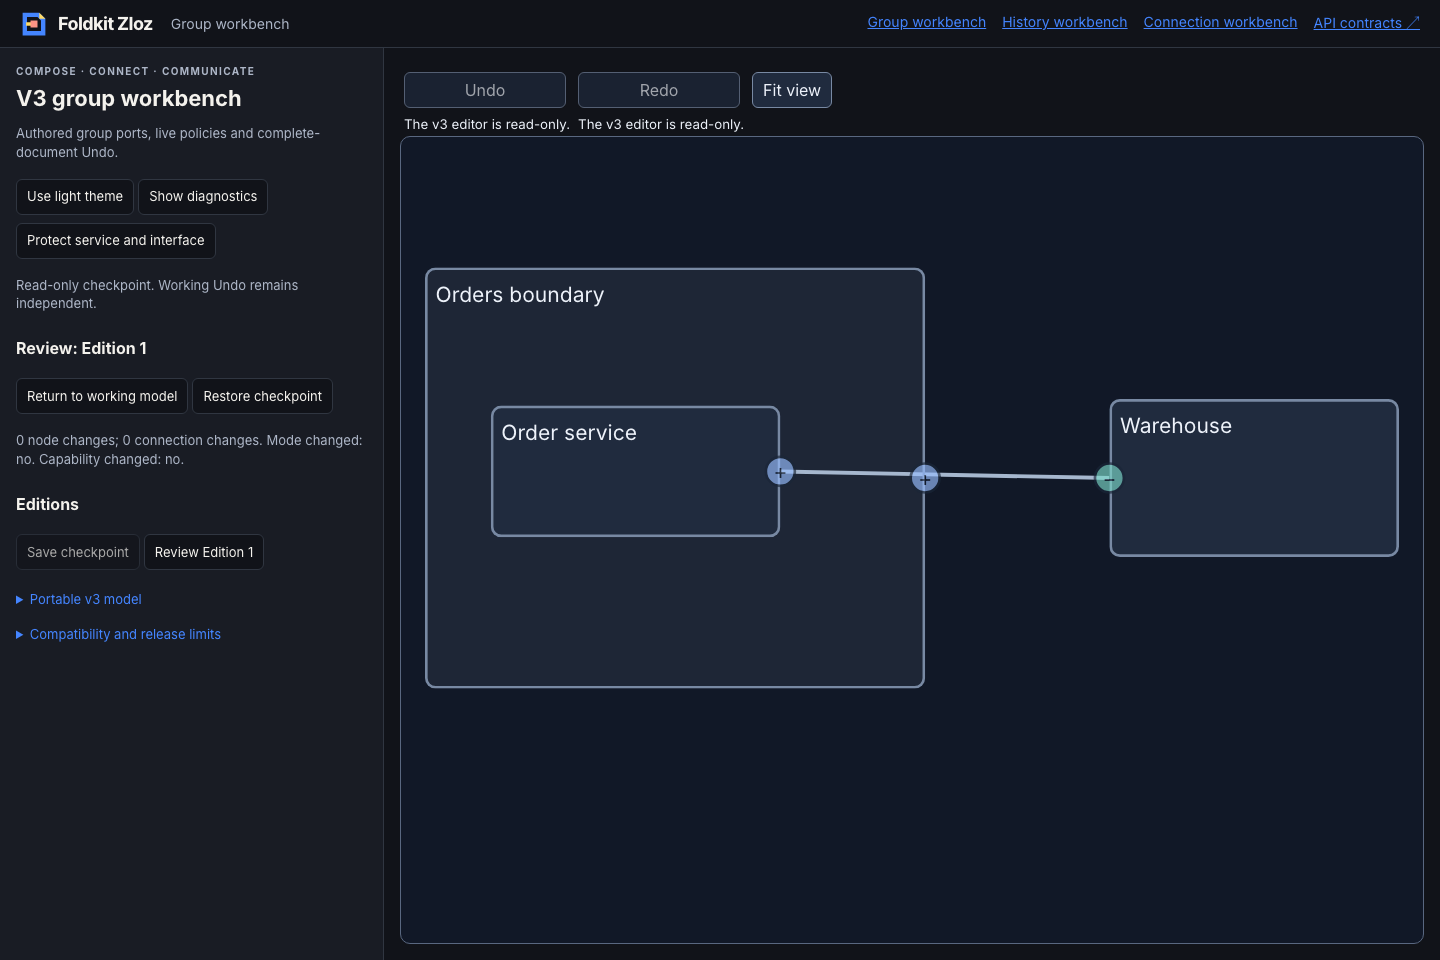 Foldkit Zloz
Group workbench
Group workbench
History workbench
Connection workbench
API contracts ↗
COMPOSE · CONNECT · COMMUNICATE
V3 group workbench
Authored group ports, live policies and complete-
document Undo.
Use light theme
Show diagnostics
Protect service and interface
Read-only checkpoint. Working Undo remains
independent.
Review: Edition 1
Return to working model
Restore checkpoint
0 node changes; 0 connection changes. Mode changed:
no. Capability changed: no.
Editions
Save checkpoint
Review Edition 1
Portable v3 model
Compatibility and release limits
Undo
Redo
Fit view
The v3 editor is read-only.
The v3 editor is read-only.
Orders boundary
Order service
Warehouse
+
+
−